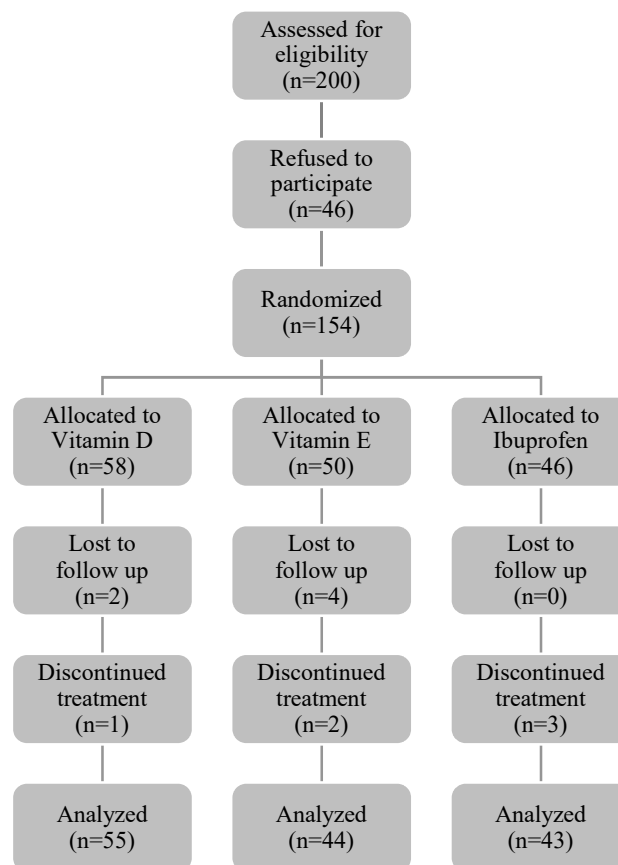 Assessed for
eligibility
(n=200)
Refused to
participate
(n=46)
Randomized
(n=154)
Allocated to
Vitamin D
(n=58)
Allocated to
Vitamin E
(n=50)
Allocated to
Ibuprofen
(n=46)
Lost to
follow up
(n=2)
Lost to
follow up
(n=4)
Lost to
follow up
(n=0)
Discontinued
treatment
(n=1)
Discontinued
treatment
(n=2)
Discontinued
treatment
(n=3)
Analyzed
(n=55)
Analyzed
(n=44)
Analyzed
(n=43)